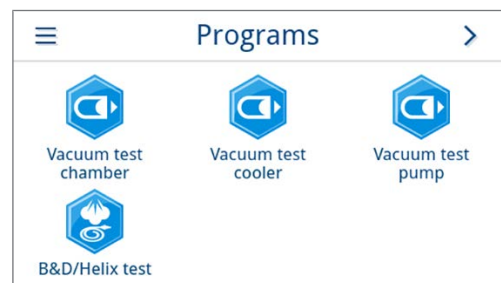 Programs
Vacuum test
chamber
Vacuum test
cooler
Vacuum test
pump
B&D/Helix test